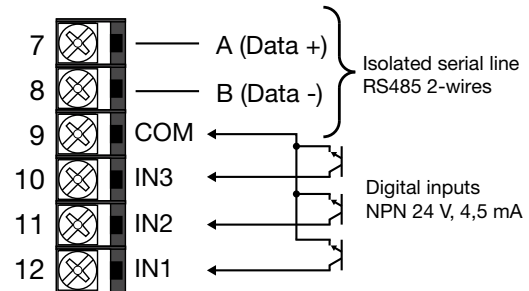 7 A (Data +)
8 B (Data -)
Isolated serial line
RS485 2-wires
9 COM
10 IN3
11 IN2
12 IN1
Digital inputs
NPN 24 V, 4,5 mA